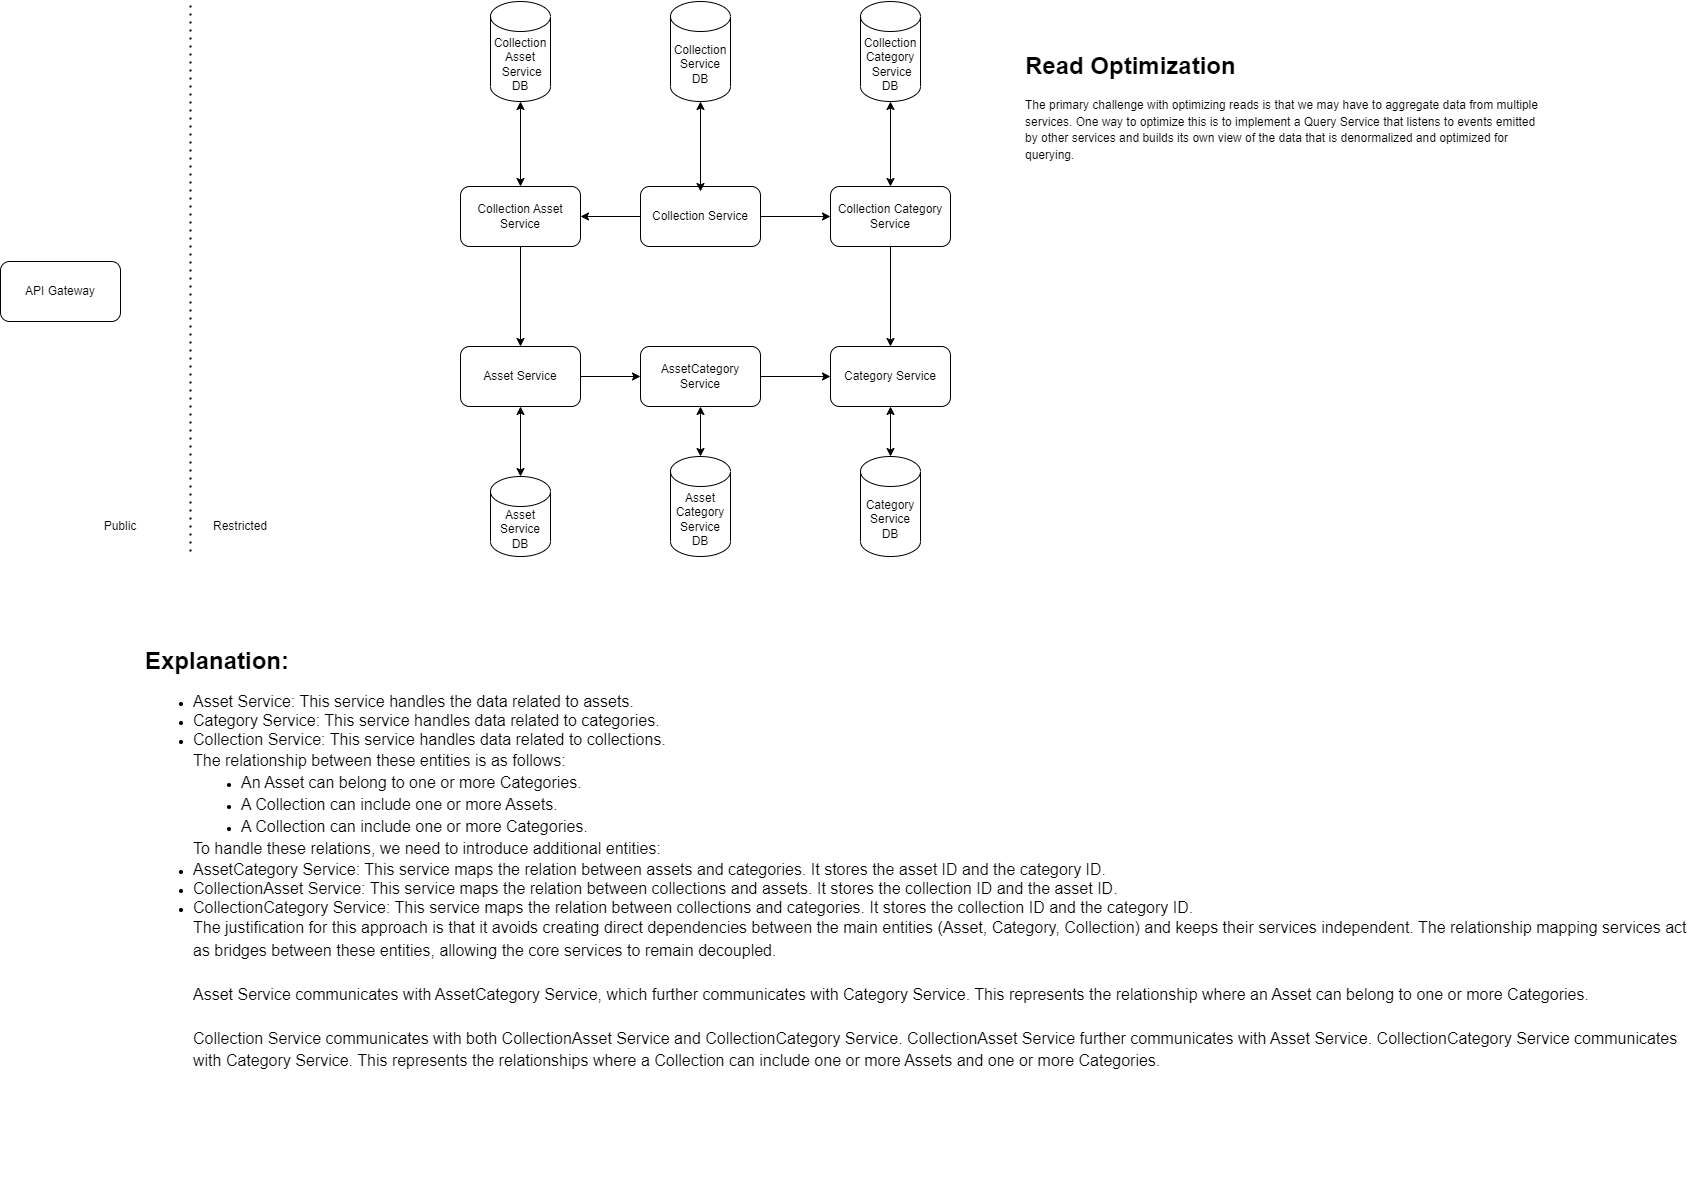 Collection
Asset
Service
DB
Collection
Service
DB
Collection
Category
Service
DB
Read Optimization
The primary challenge with optimizing reads is that we may have to aggregate data from multiple
services. One way to optimize this is to implement a Query Service that listens to events emitted
by other services and builds its own view of the data that is denormalized and optimized for
querying.
Collection Asset
Service
Collection Service
Collection Category
Service
API Gateway
Asset Service
AssetCategory
Service
Category Service
Asset
Service
DB
Asset
Category
Service
DB
Category
Service
DB
Public
Restricted
Explanation:
• Asset Service: This service handles the data related to assets.
• Category Service: This service handles data related to categories.
• Collection Service: This service handles data related to collections.
The relationship between these entities is as follows:
• An Asset can belong to one or more Categories.
• A Collection can include one or more Assets.
• A Collection can include one or more Categories.
To handle these relations, we need to introduce additional entities:
• AssetCategory Service: This service maps the relation between assets and categories. It stores the asset ID and the category ID.
• CollectionAsset Service: This service maps the relation between collections and assets. It stores the collection ID and the asset ID.
• CollectionCategory Service: This service maps the relation between collections and categories. It stores the collection ID and the category ID.
The justification for this approach is that it avoids creating direct dependencies between the main entities (Asset, Category, Collection) and keeps their services independent. The relationship mapping services act
as bridges between these entities, allowing the core services to remain decoupled.
Asset Service communicates with AssetCategory Service, which further communicates with Category Service. This represents the relationship where an Asset can belong to one or more Categories.
Collection Service communicates with both CollectionAsset Service and CollectionCategory Service. CollectionAsset Service further communicates with Asset Service. CollectionCategory Service communicates
with Category Service. This represents the relationships where a Collection can include one or more Assets and one or more Categories.